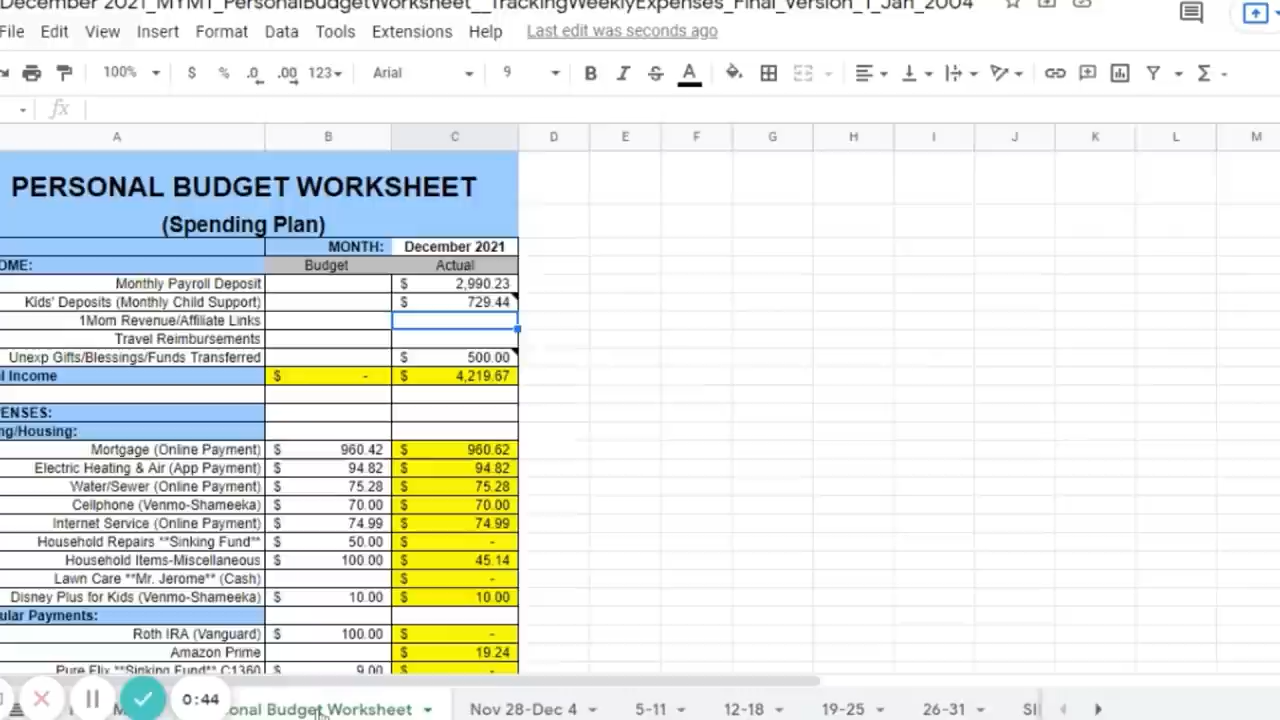 December 2021_MYMT_PersonalBudgetWorksheet__TrackingWeeklyExpenses_Final_Version_1_Jan_2004
File Edit View Insert Format Data Tools Extensions Help Last edit was seconds ago
100% $ % .0 .00 123 Arial 9 B I S A Σ
fx
A B C D E F G H I J K L M
PERSONAL BUDGET WORKSHEET
(Spending Plan)
MONTH: December 2021
OME: Budget Actual
Monthly Payroll Deposit $ 2,990.23
Kids' Deposits (Monthly Child Support) $ 729.44
1Mom Revenue/Affiliate Links
Travel Reimbursements
Unexp Gifts/Blessings/Funds Transferred $ 500.00
l Income $ - $ 4,219.67
ENSES:
ng/Housing:
Mortgage (Online Payment) $ 960.42 $ 960.62
Electric Heating & Air (App Payment) $ 94.82 $ 94.82
Water/Sewer (Online Payment) $ 75.28 $ 75.28
Cellphone (Venmo-Shameeka) $ 70.00 $ 70.00
Internet Service (Online Payment) $ 74.99 $ 74.99
Household Repairs **Sinking Fund** $ 50.00 $ -
Household Items-Miscellaneous $ 100.00 $ 45.14
Lawn Care **Mr. Jerome** (Cash) $ -
Disney Plus for Kids (Venmo-Shameeka) $ 10.00 $ 10.00
ular Payments:
Roth IRA (Vanguard) $ 100.00 $ -
Amazon Prime $ 19.24
Pure Flix **Sinking Fund** C1360 $ 9.00 $ -
0:44 onal Budget Worksheet Nov 28-Dec 4 5-11 12-18 19-25 26-31 SI